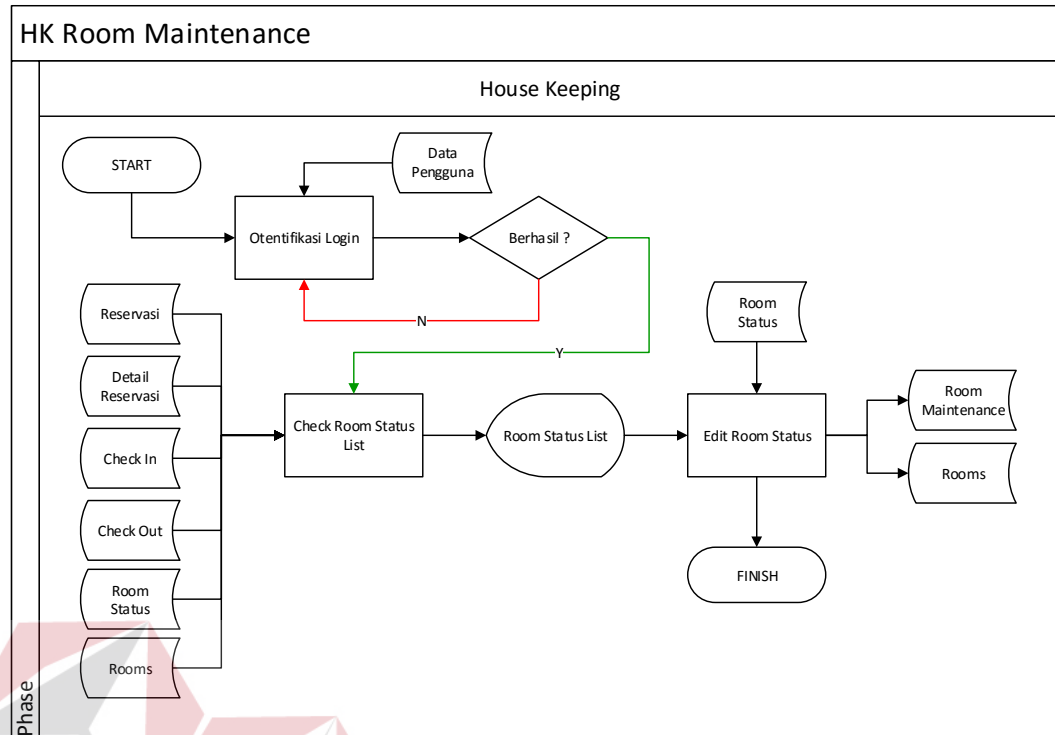 HK Room Maintenance
House Keeping
START
Data
Pengguna
Otentifikasi Login
Berhasil ?
N
Y
Reservasi
Detail
Reservasi
Check In
Check Out
Room
Status
Rooms
Check Room Status
List
Room Status List
Room
Status
Edit Room Status
Room
Maintenance
Rooms
FINISH
Phase